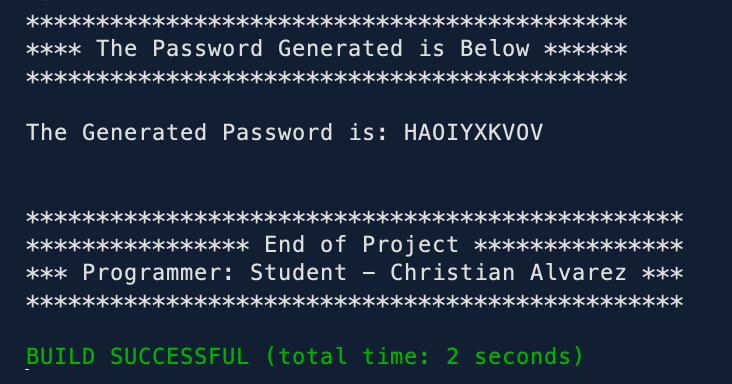 *******************************************
**** The Password Generated is Below ******
*******************************************
The Generated Password is: HAOIYXKVOV
***********************************************
**************** End of Project ***************
*** Programmer: Student – Christian Alvarez ***
***********************************************
BUILD SUCCESSFUL (total time: 2 seconds)